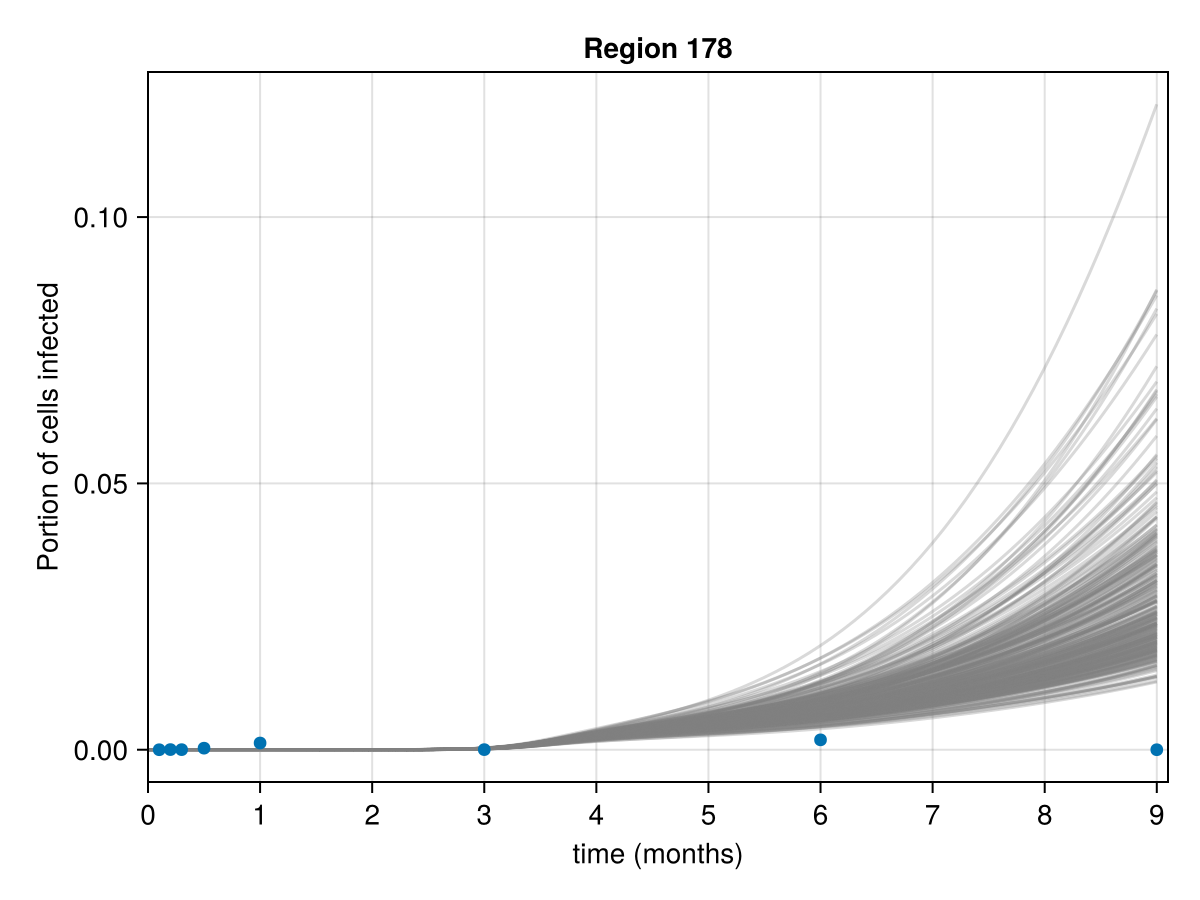 Region 178
Portion of cells infected
0.10
0.05
0.00
0 1 2 3 4 5 6 7 8 9
time (months)